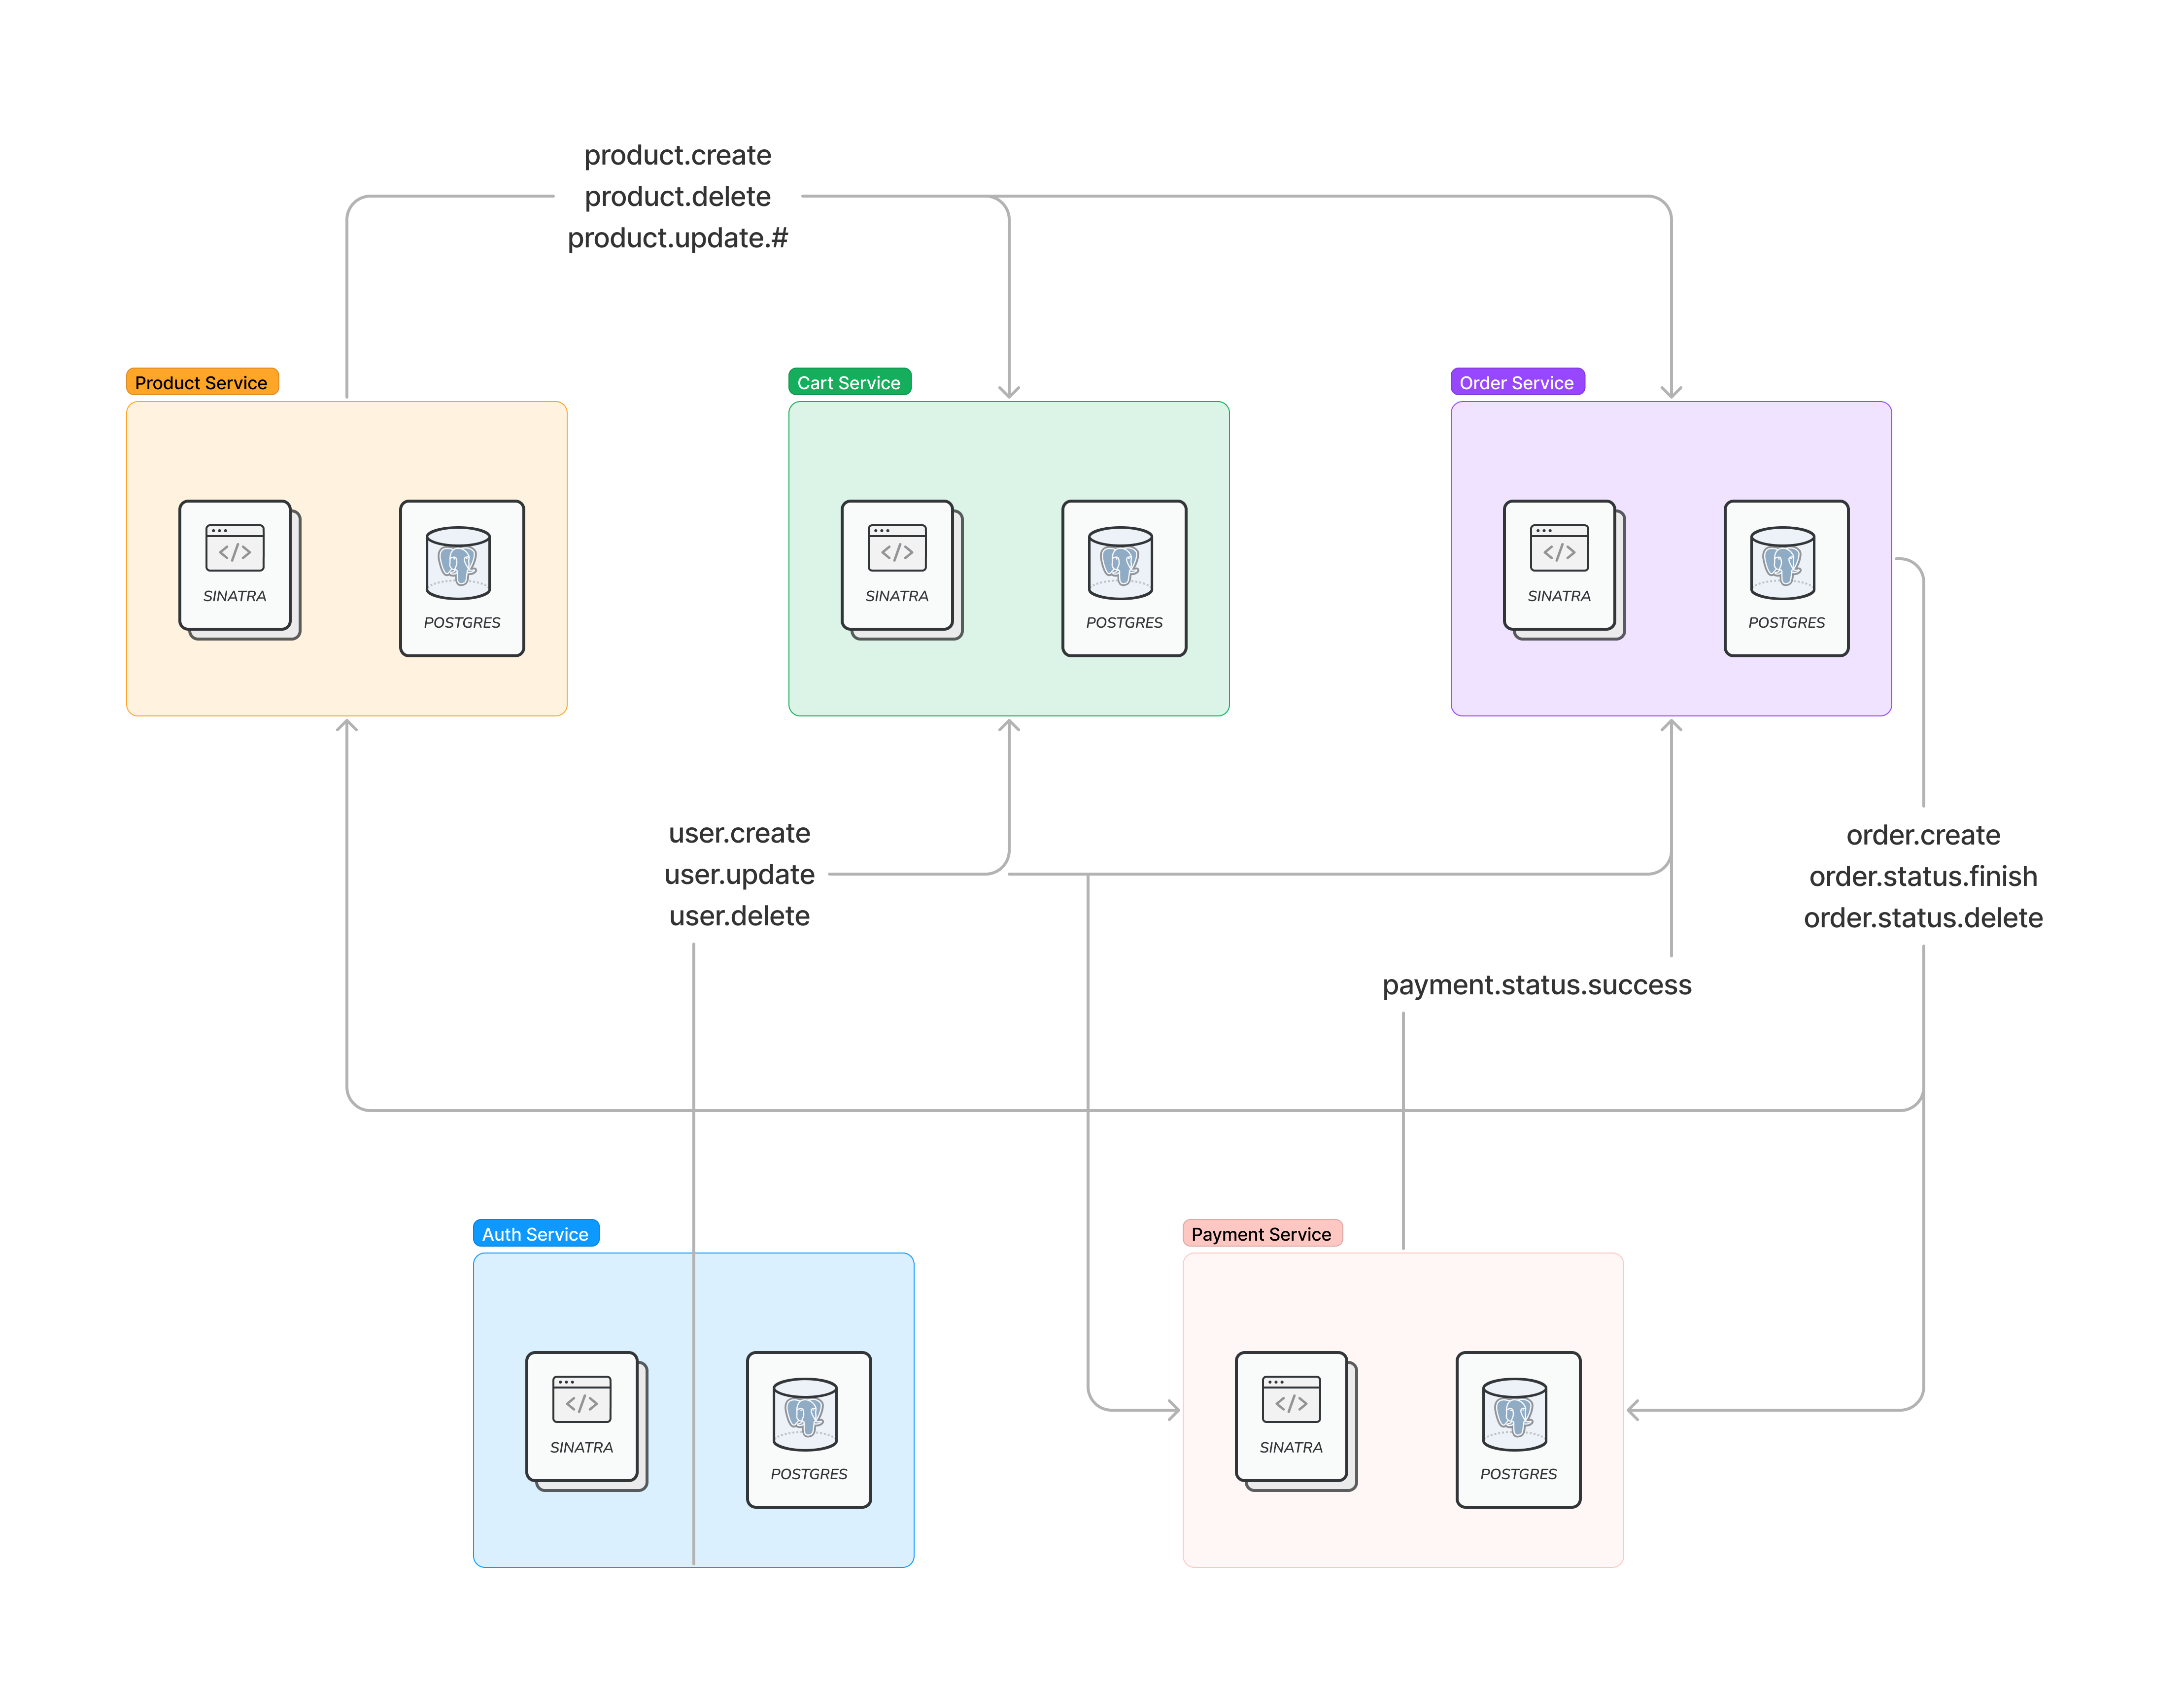 product.create
product.delete
product.update.#
Product Service
SINATRA
POSTGRES
Cart Service
SINATRA
POSTGRES
Order Service
SINATRA
POSTGRES
user.create
user.update
user.delete
order.create
order.status.finish
order.status.delete
payment.status.success
Auth Service
SINATRA
POSTGRES
Payment Service
SINATRA
POSTGRES